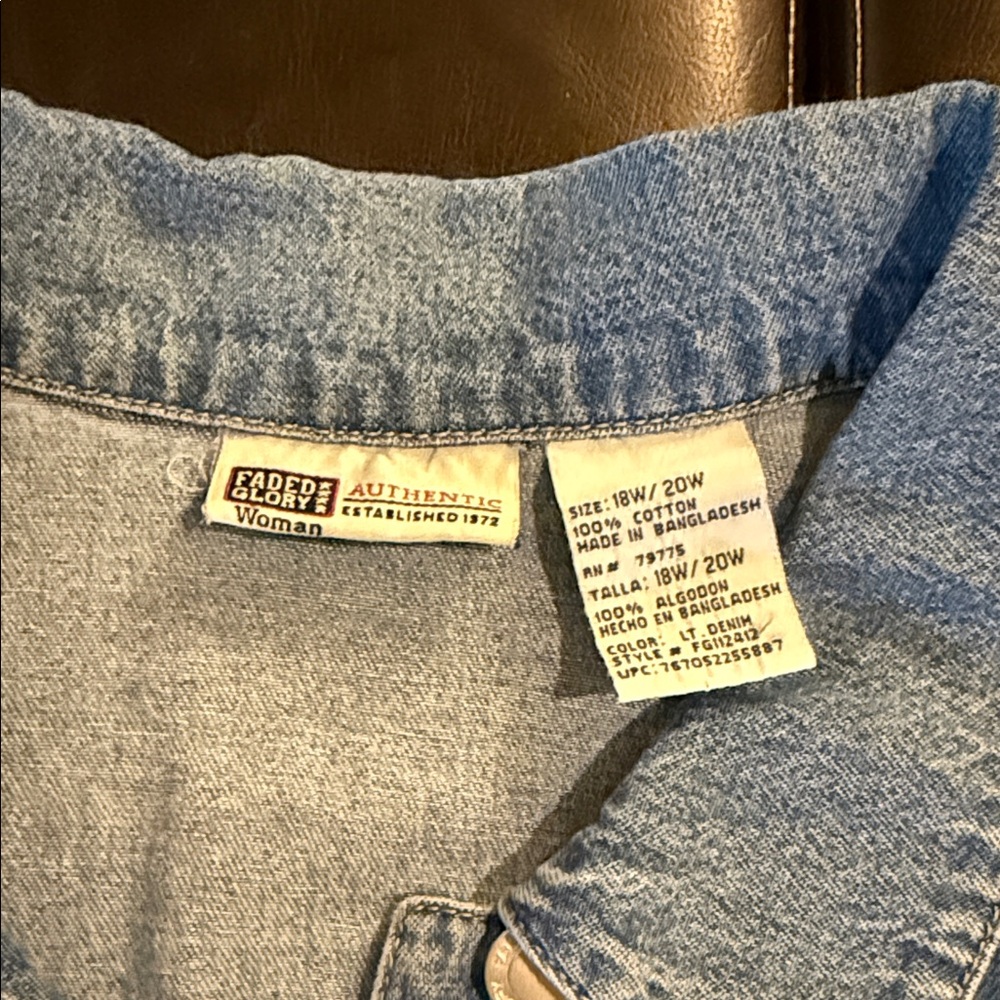 FADED
GLORY
AUTHENTIC
ESTABLISHED 1972
Woman
SIZE: 18W/ 20W
100% COTTON
MADE IN BANGLADESH
RN # 79775
TALLA: 18W/ 20W
100% ALGODON
HECHO EN BANGLADESH
COLOR: LT. DENIM
STYLE # FG112412
UPC: 767052255887